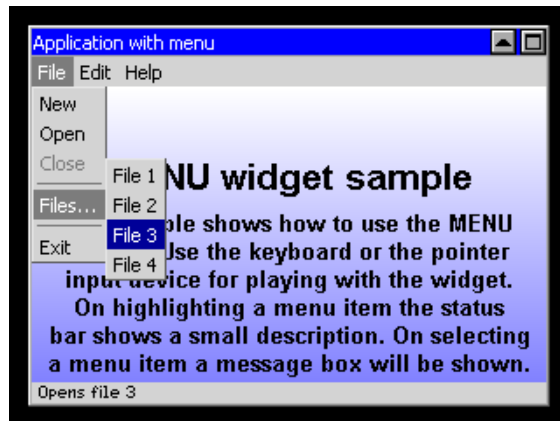 Application with menu
File Edit Help
New
Open
Close
Files...
Exit
File 1
File 2
File 3
File 4
NU widget sample
ple shows how to use the MENU
Use the keyboard or the pointer
input device for playing with the widget.
On highlighting a menu item the status
bar shows a small description. On selecting
a menu item a message box will be shown.
Opens file 3